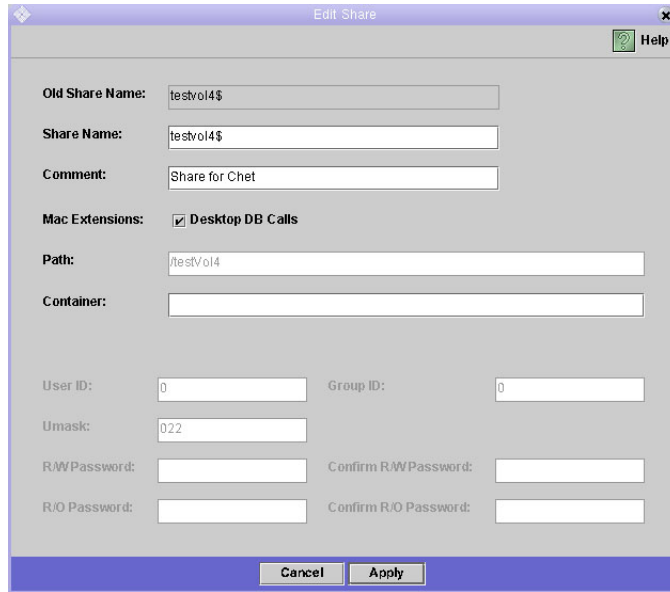 Edit Share
Help
Old Share Name: testvol4$
Share Name: testvol4$
Comment: Share for Chet
Mac Extensions: Desktop DB Calls
Path: /testVol4
Container:
User ID: 0 Group ID: 0
Umask: 022
R/W Password: Confirm R/W Password:
R/O Password: Confirm R/O Password:
Cancel Apply